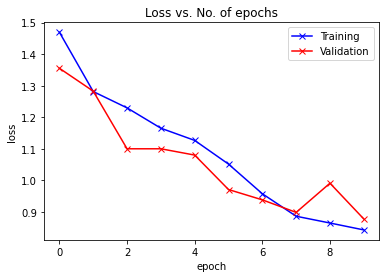 Loss vs. No. of epochs
1.5
1.4
1.3
1.2
1.1
1.0
0.9
loss
Training
Validation
0 2 4 6 8
epoch